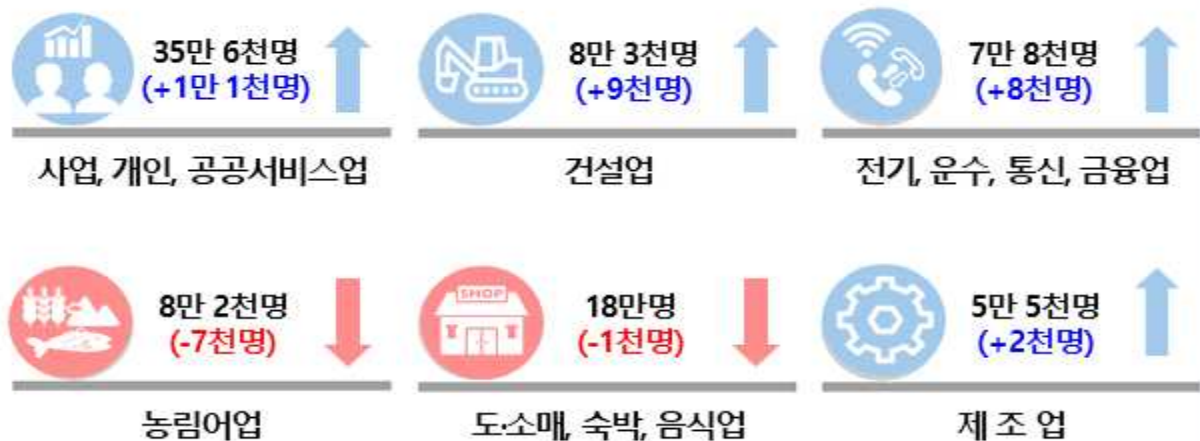 35만 6천명
(+1만 1천명)
사업, 개인, 공공서비스업
8만 3천명
(+9천명)
건설업
7만 8천명
(+8천명)
전기, 운수, 통신, 금융업
8만 2천명
(-7천명)
농림어업
SHOP
18만명
(-1천명)
도·소매, 숙박, 음식업
5만 5천명
(+2천명)
제 조 업